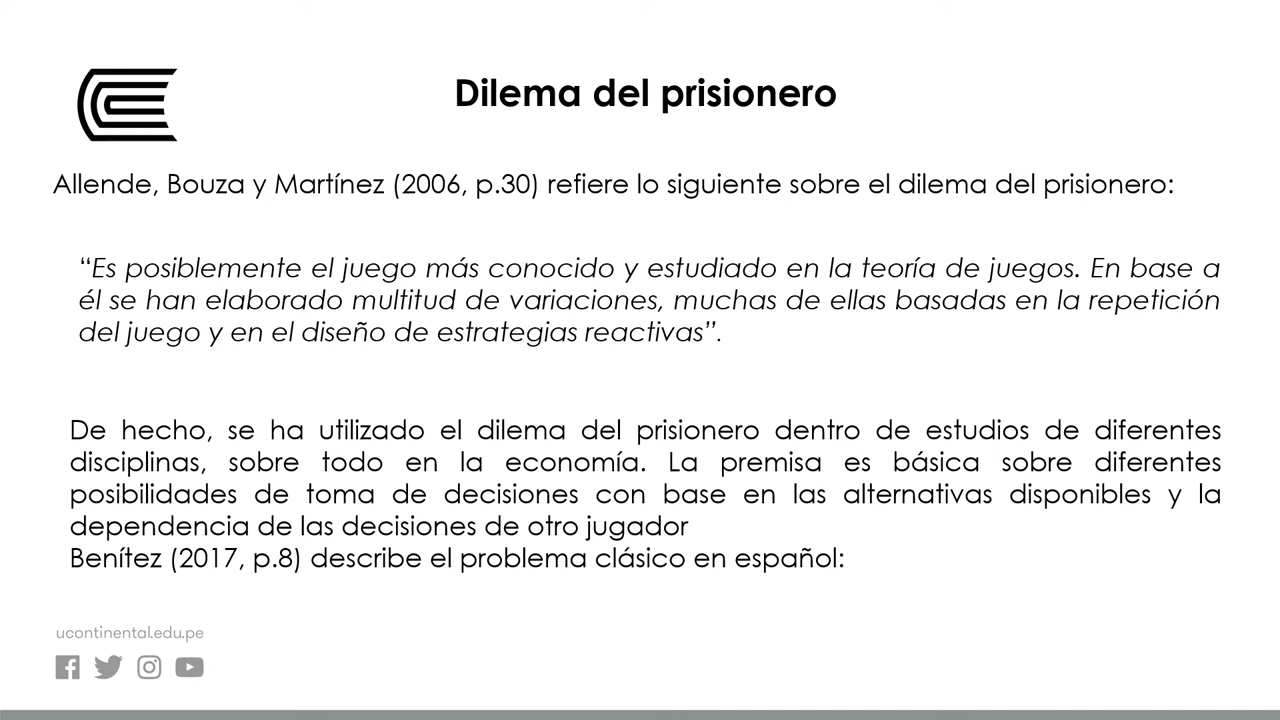 Dilema del prisionero
Allende, Bouza y Martínez (2006, p.30) refiere lo siguiente sobre el dilema del prisionero:
“Es posiblemente el juego más conocido y estudiado en la teoría de juegos. En base a
él se han elaborado multitud de variaciones, muchas de ellas basadas en la repetición
del juego y en el diseño de estrategias reactivas”.
De hecho, se ha utilizado el dilema del prisionero dentro de estudios de diferentes
disciplinas, sobre todo en la economía. La premisa es básica sobre diferentes
posibilidades de toma de decisiones con base en las alternativas disponibles y la
dependencia de las decisiones de otro jugador
Benítez (2017, p.8) describe el problema clásico en español:
ucontinental.edu.pe